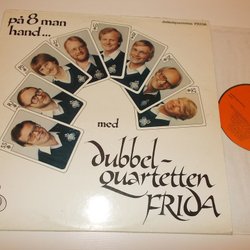 på 8 man
hand...
med
dubbel-
quartetten
FRIDA